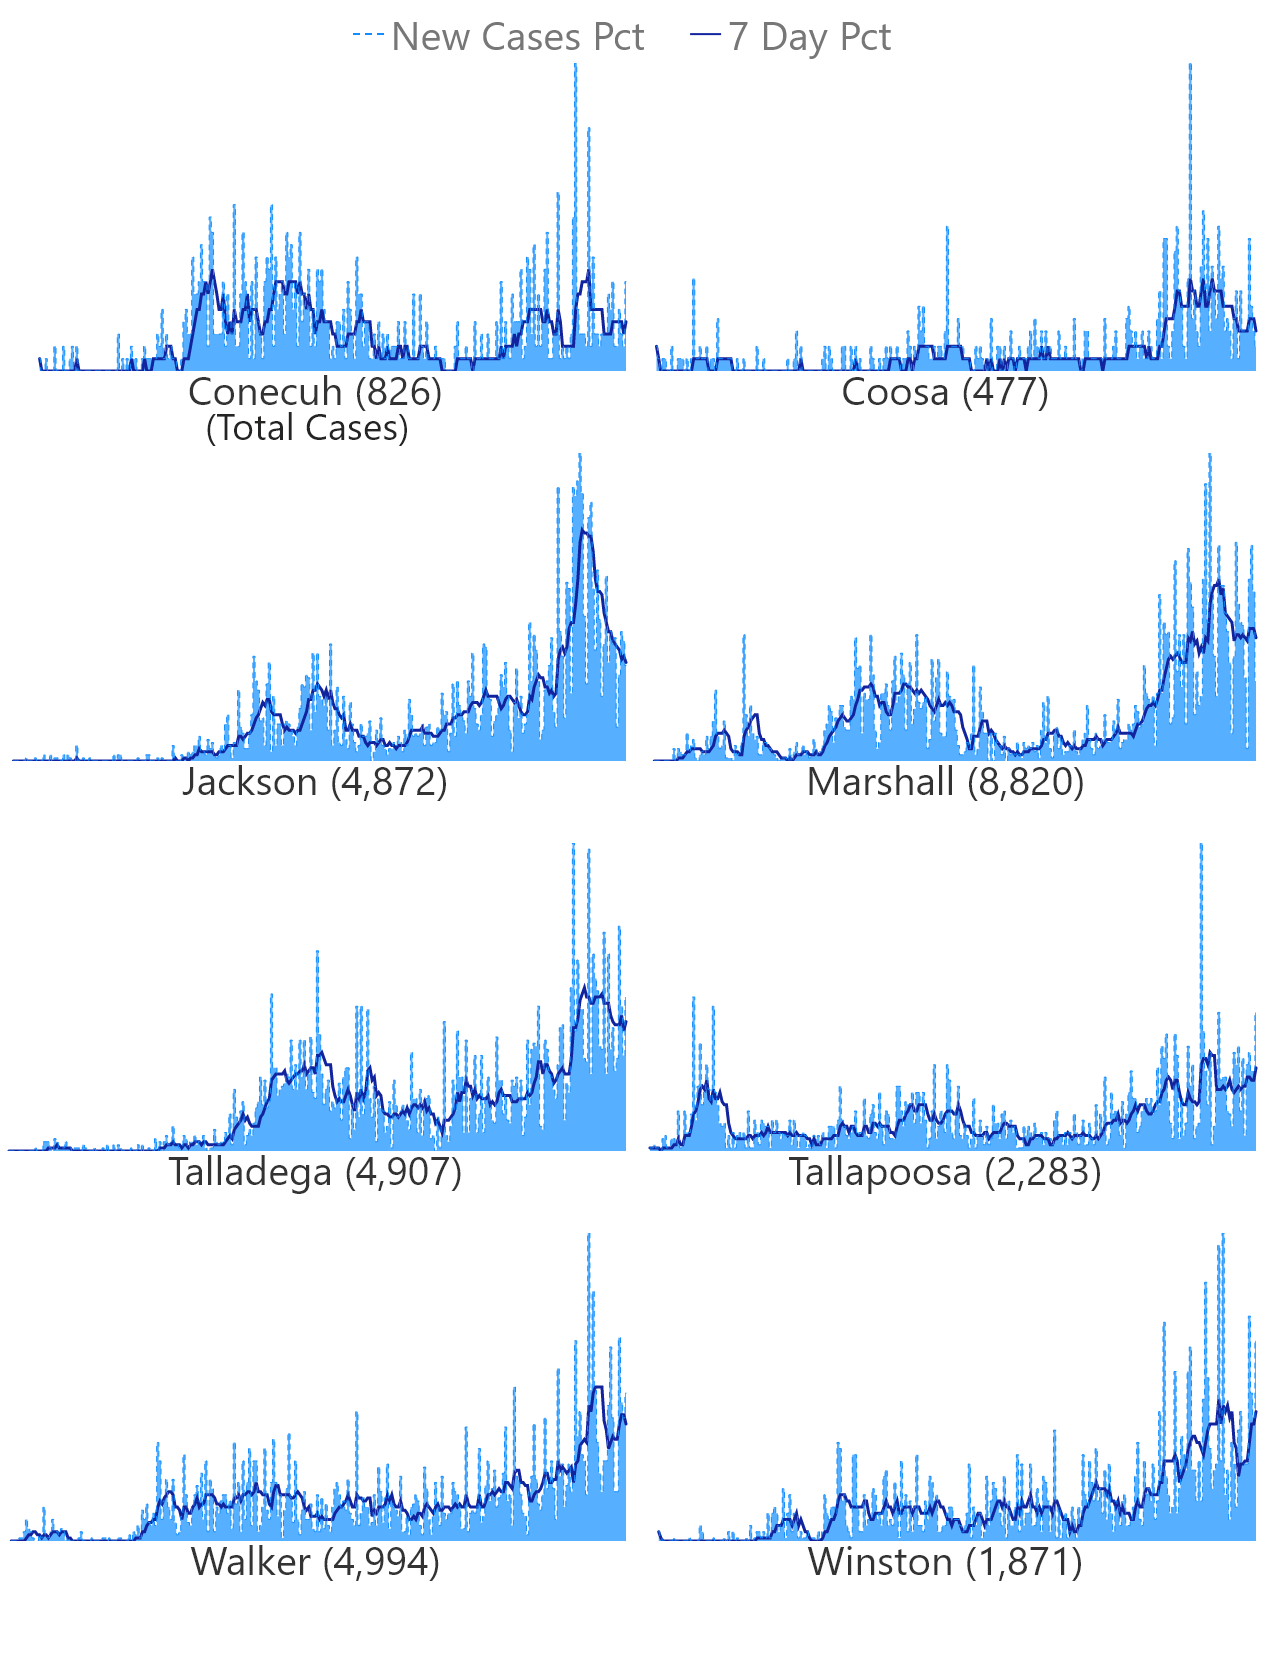 New Cases Pct 7 Day Pct
Conecuh (826) Coosa (477)
(Total Cases)
Jackson (4,872) Marshall (8,820)
Talladega (4,907) Tallapoosa (2,283)
Walker (4,994) Winston (1,871)